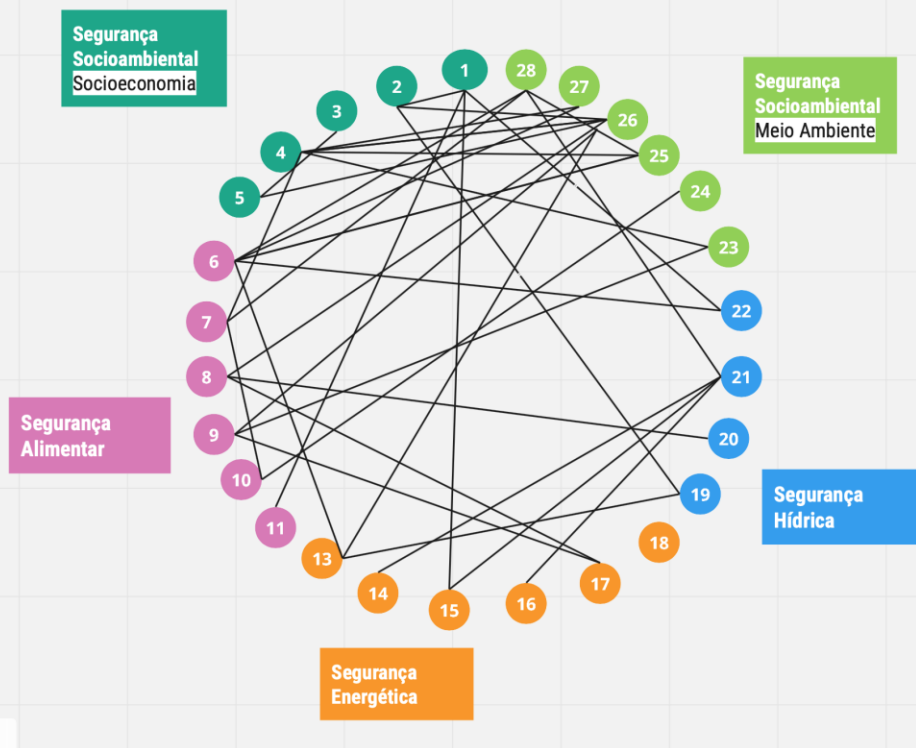 Segurança
Socioambiental
Socioeconomia
1
28
2
27
3
26
4
25
5
24
6
23
7
22
8
21
9
20
10
19
11
18
13
17
14
16
15
Segurança
Socioambiental
Meio Ambiente
Segurança
Alimentar
Segurança
Hídrica
Segurança
Energética